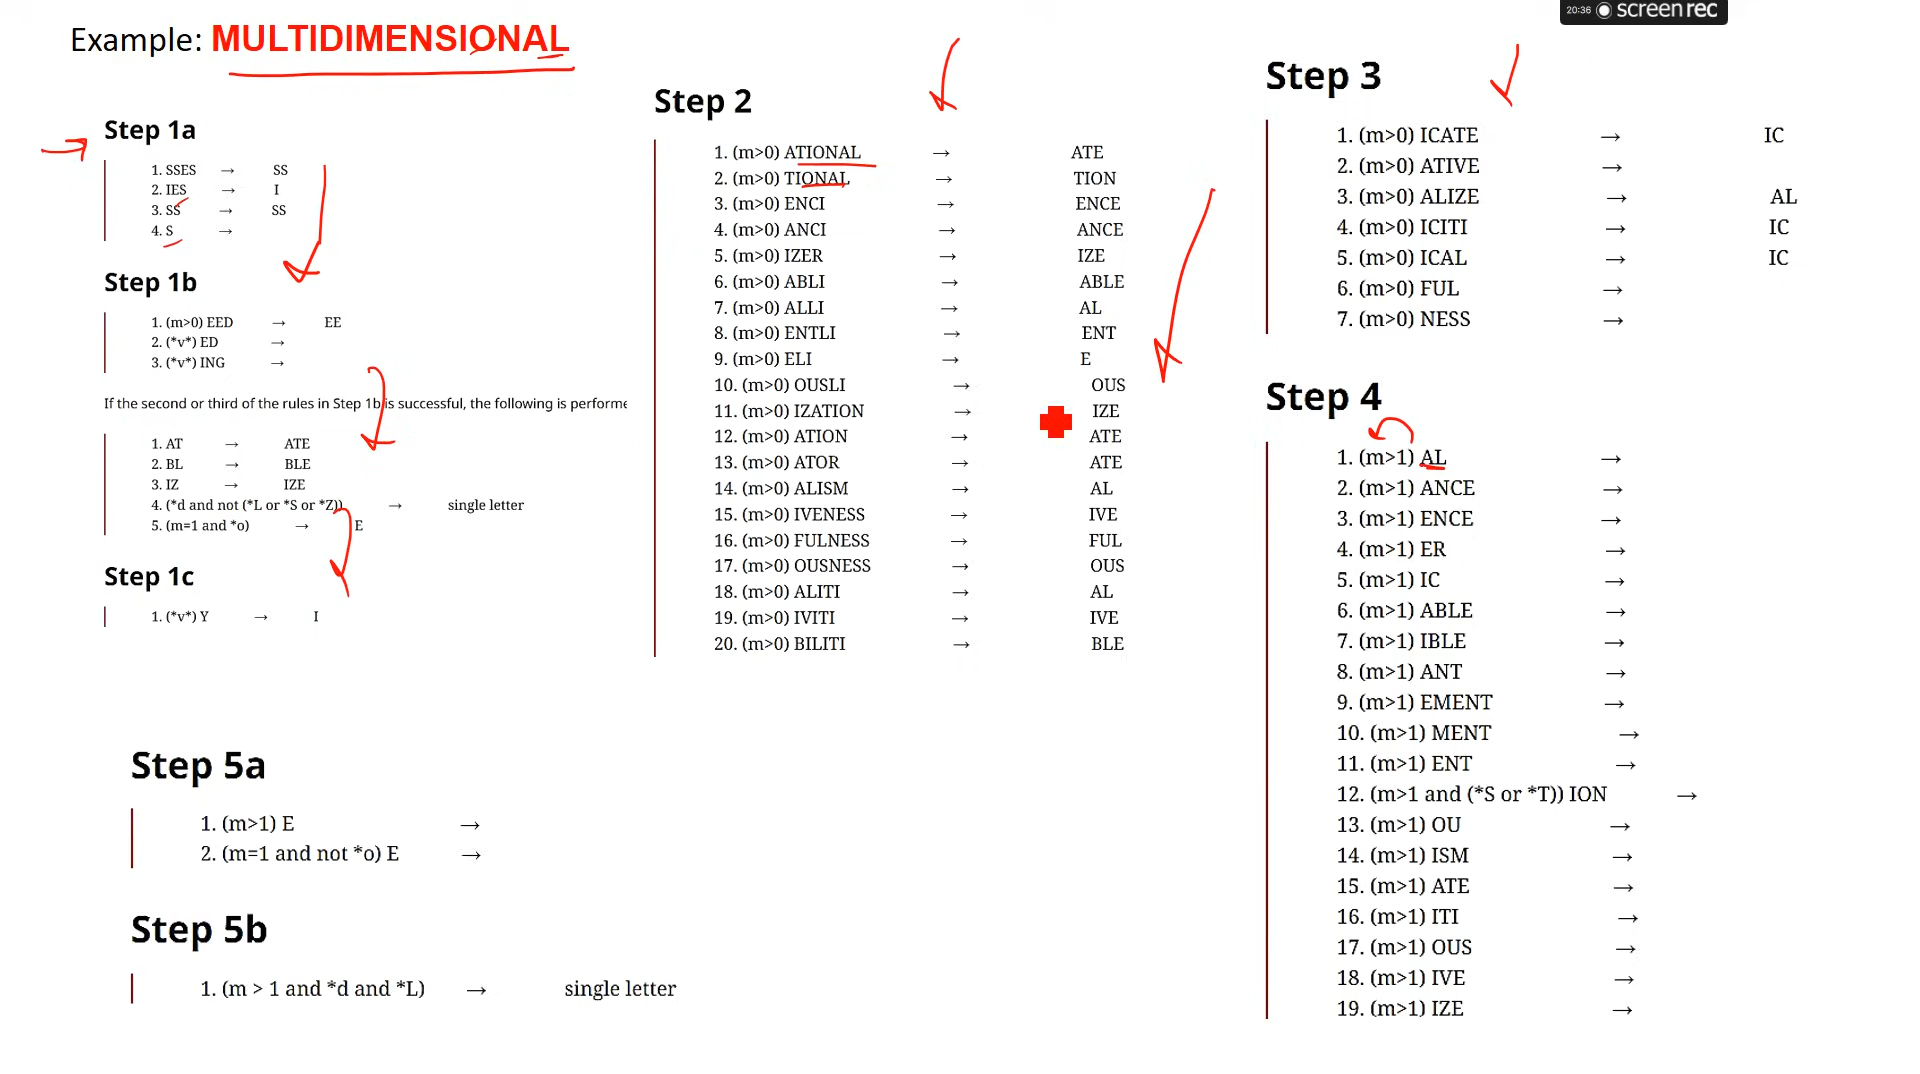 Example: MULTIDIMENSIONAL
20:36 screen rec
Step 1a
1. SSES → SS
2. IES → I
3. SS → SS
4. S →
Step 1b
1. (m>0) EED → EE
2. (*v*) ED →
3. (*v*) ING →
If the second or third of the rules in Step 1b is successful, the following is performe
1. AT → ATE
2. BL → BLE
3. IZ → IZE
4. (*d and not (*L or *S or *Z)) → single letter
5. (m=1 and *o) → E
Step 1c
1. (*v*) Y → I
Step 2
1. (m>0) ATIONAL → ATE
2. (m>0) TIONAL → TION
3. (m>0) ENCI → ENCE
4. (m>0) ANCI → ANCE
5. (m>0) IZER → IZE
6. (m>0) ABLI → ABLE
7. (m>0) ALLI → AL
8. (m>0) ENTLI → ENT
9. (m>0) ELI → E
10. (m>0) OUSLI → OUS
11. (m>0) IZATION → IZE
12. (m>0) ATION → ATE
13. (m>0) ATOR → ATE
14. (m>0) ALISM → AL
15. (m>0) IVENESS → IVE
16. (m>0) FULNESS → FUL
17. (m>0) OUSNESS → OUS
18. (m>0) ALITI → AL
19. (m>0) IVITI → IVE
20. (m>0) BILITI → BLE
Step 3
1. (m>0) ICATE → IC
2. (m>0) ATIVE →
3. (m>0) ALIZE → AL
4. (m>0) ICITI → IC
5. (m>0) ICAL → IC
6. (m>0) FUL →
7. (m>0) NESS →
Step 4
1. (m>1) AL →
2. (m>1) ANCE →
3. (m>1) ENCE →
4. (m>1) ER →
5. (m>1) IC →
6. (m>1) ABLE →
7. (m>1) IBLE →
8. (m>1) ANT →
9. (m>1) EMENT →
10. (m>1) MENT →
11. (m>1) ENT →
12. (m>1 and (*S or *T)) ION →
13. (m>1) OU →
14. (m>1) ISM →
15. (m>1) ATE →
16. (m>1) ITI →
17. (m>1) OUS →
18. (m>1) IVE →
19. (m>1) IZE →
Step 5a
1. (m>1) E →
2. (m=1 and not *o) E →
Step 5b
1. (m > 1 and *d and *L) → single letter